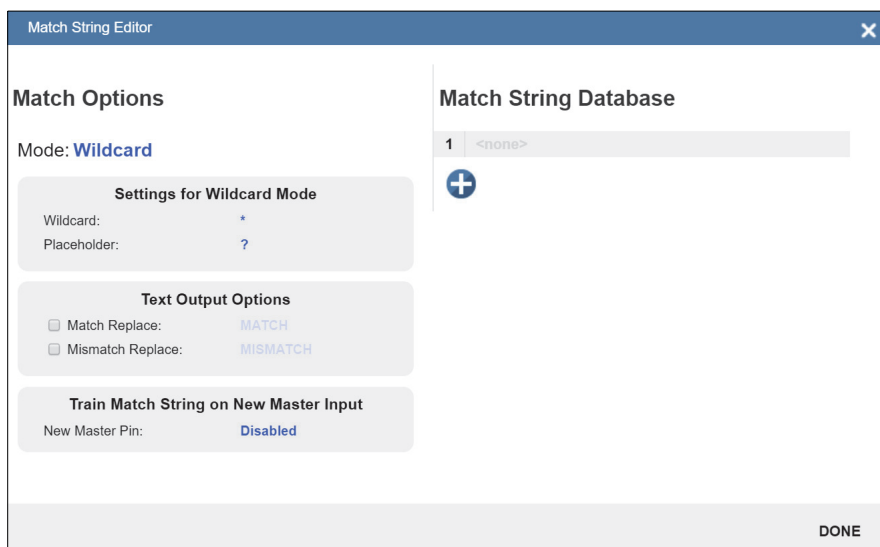 Match String Editor
Match Options
Mode: Wildcard
Settings for Wildcard Mode
Wildcard: *
Placeholder: ?
Text Output Options
Match Replace: MATCH
Mismatch Replace: MISMATCH
Train Match String on New Master Input
New Master Pin: Disabled
Match String Database
1 <none>
DONE